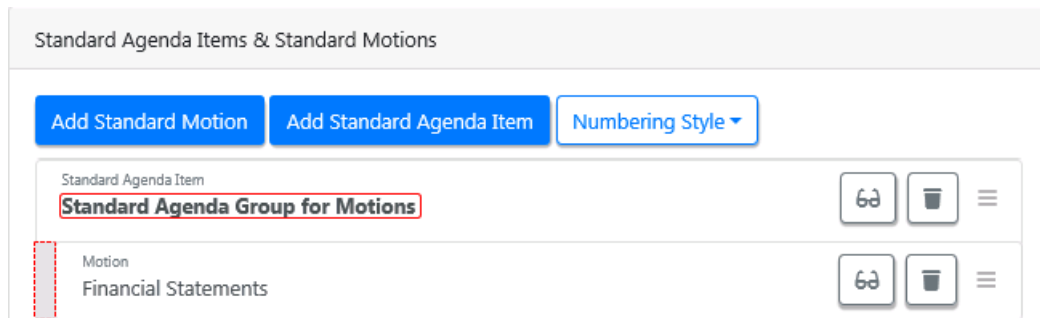 Standard Agenda Items & Standard Motions
Add Standard Motion
Add Standard Agenda Item
Numbering Style
Standard Agenda Item
Standard Agenda Group for Motions
Motion
Financial Statements